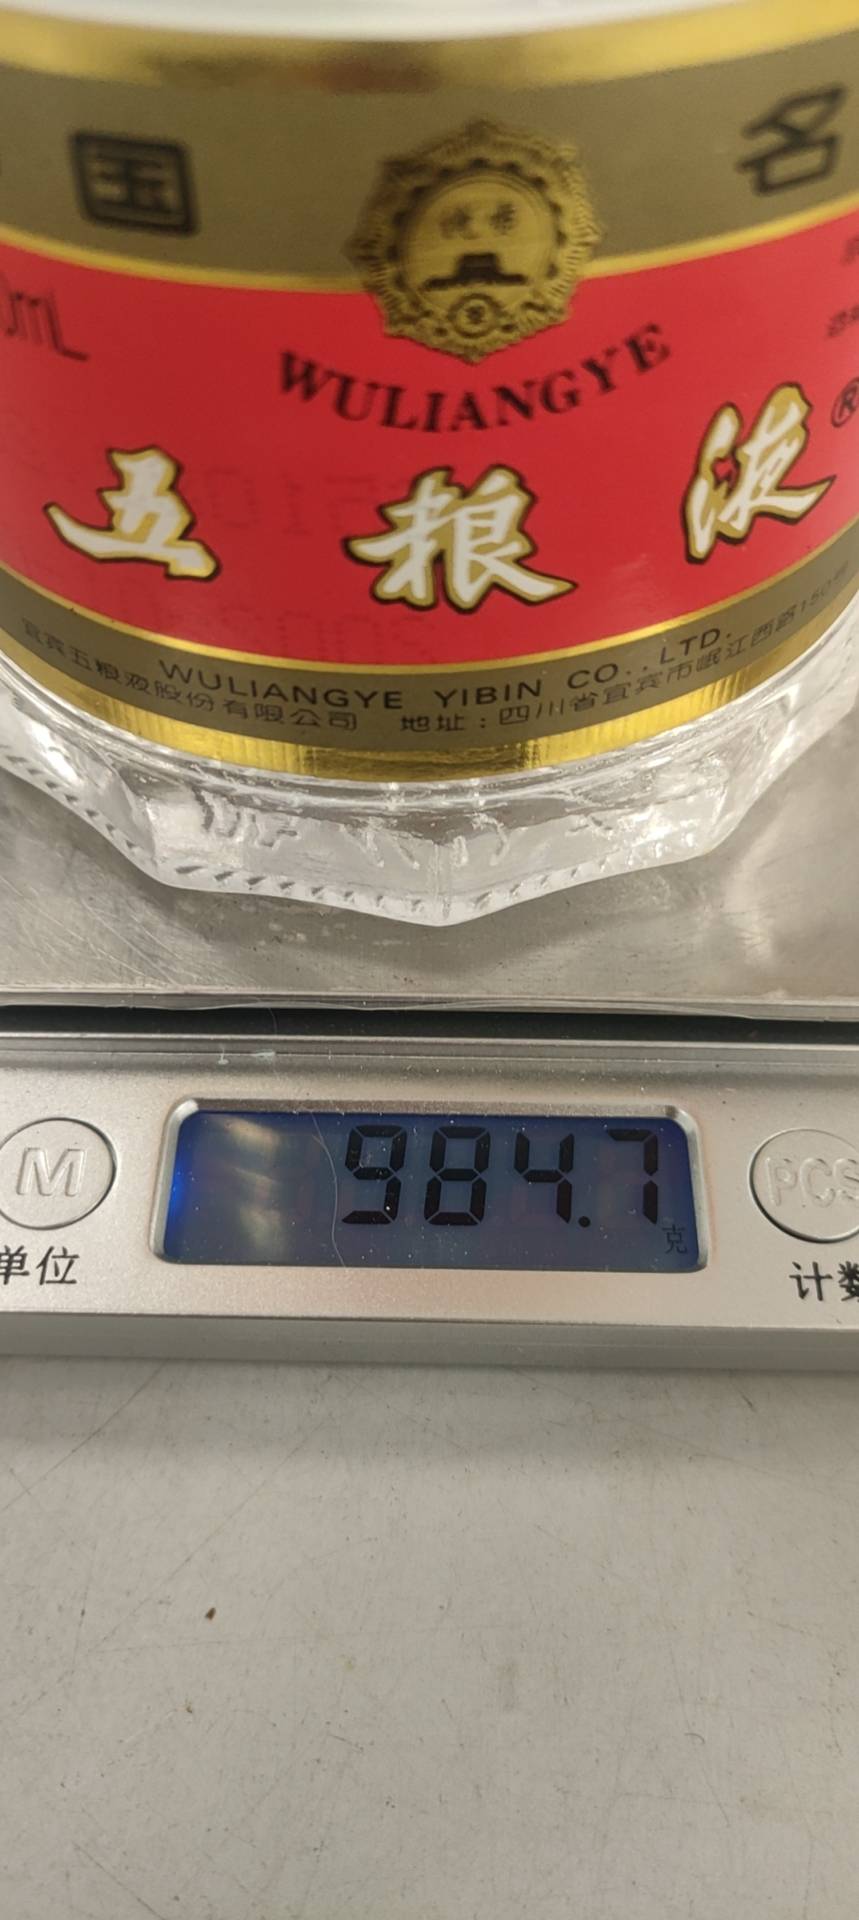 国 名
0mL
WULIANGYE
五粮液®
WULIANGYE YIBIN CO., LTD.
宜宾五粮液股份有限公司 地址：四川省宜宾市岷江西路150号
984.7
克
M
PCS
单位
计数